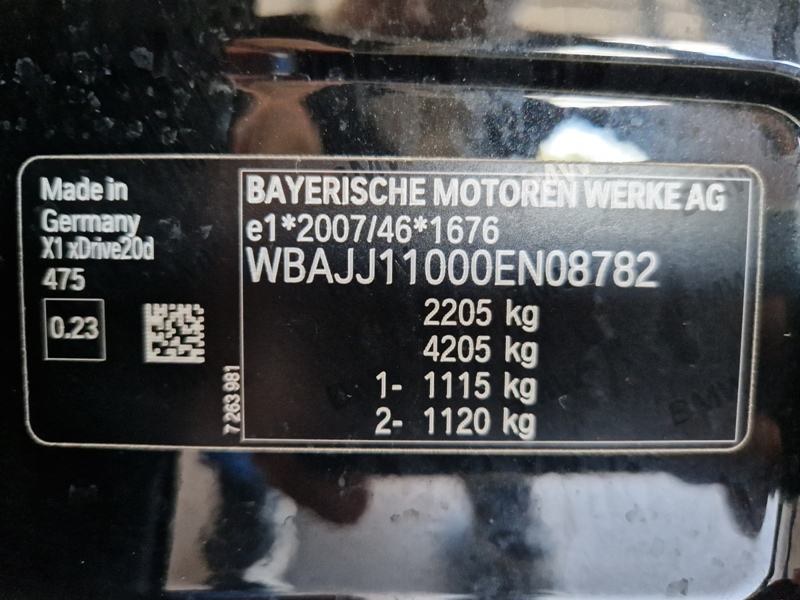 Made in
Germany
X1 xDrive20d
475
0.23
7 263 981
BAYERISCHE MOTOREN WERKE AG
e1*2007/46*1676
WBAJJ11000EN08782
2205 kg
4205 kg
1- 1115 kg
2- 1120 kg